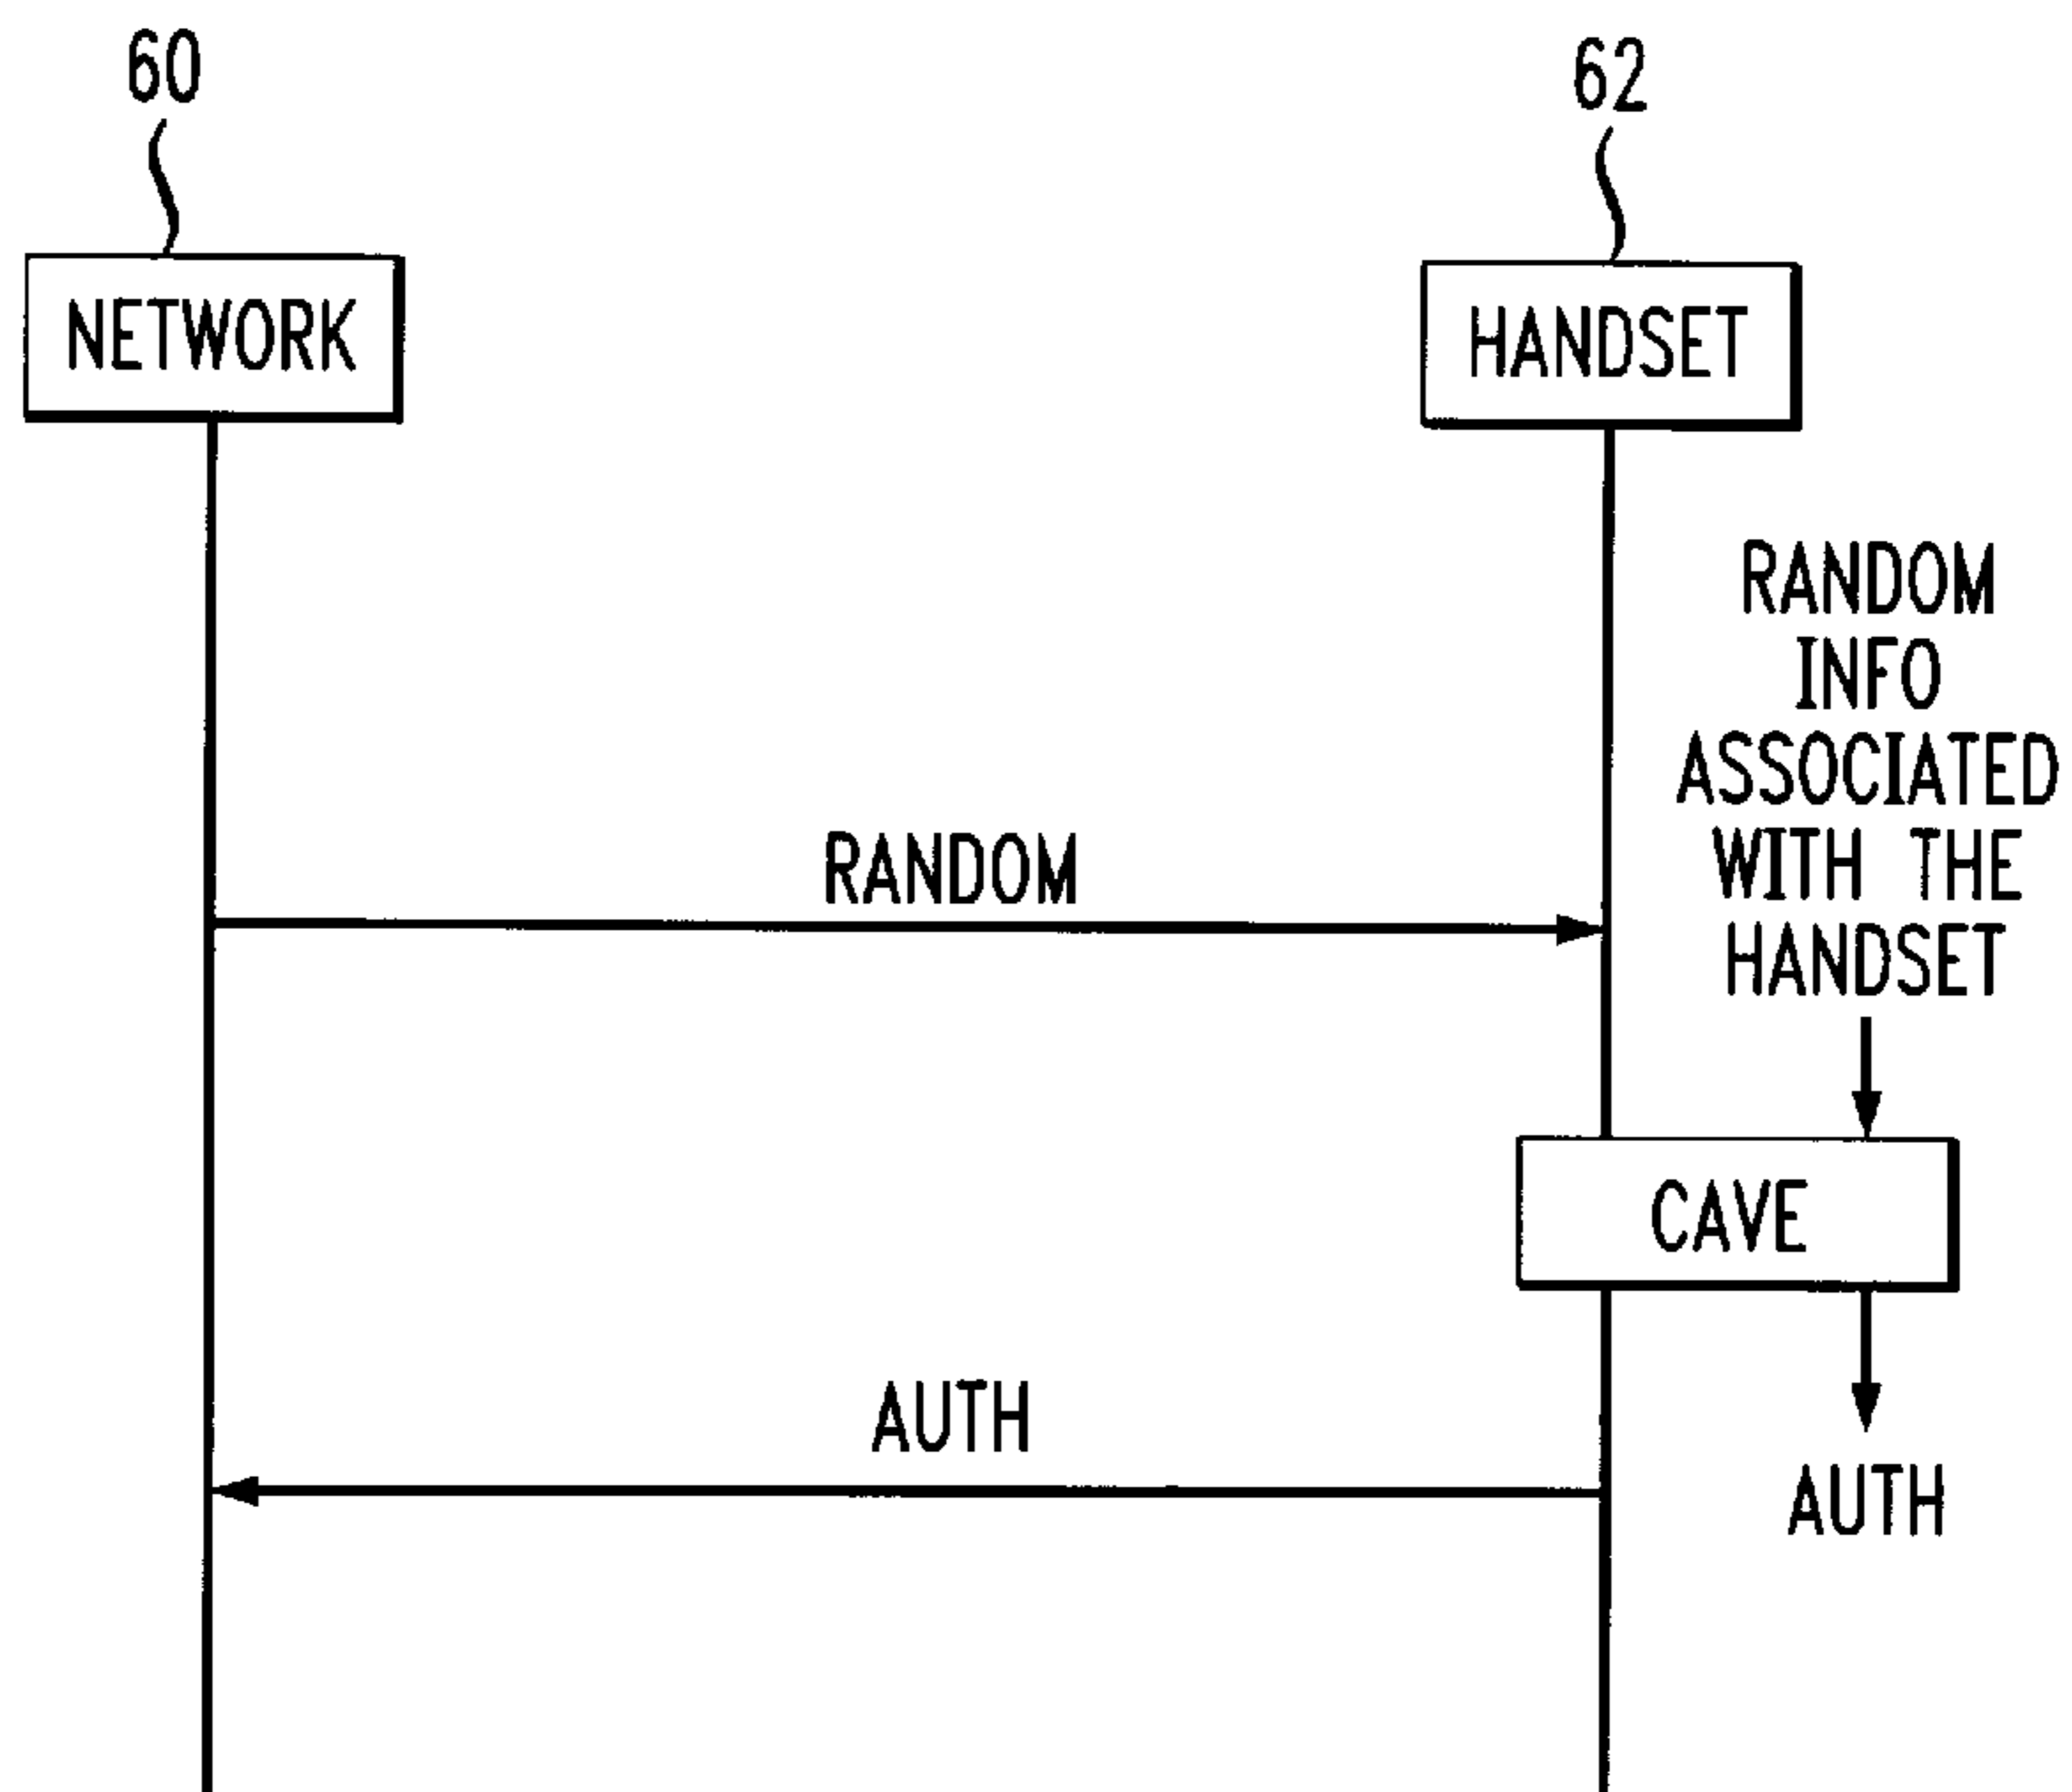 60
62
NETWORK
HANDSET
RANDOM
INFO
ASSOCIATED
WITH THE
HANDSET
RANDOM
CAVE
AUTH
AUTH